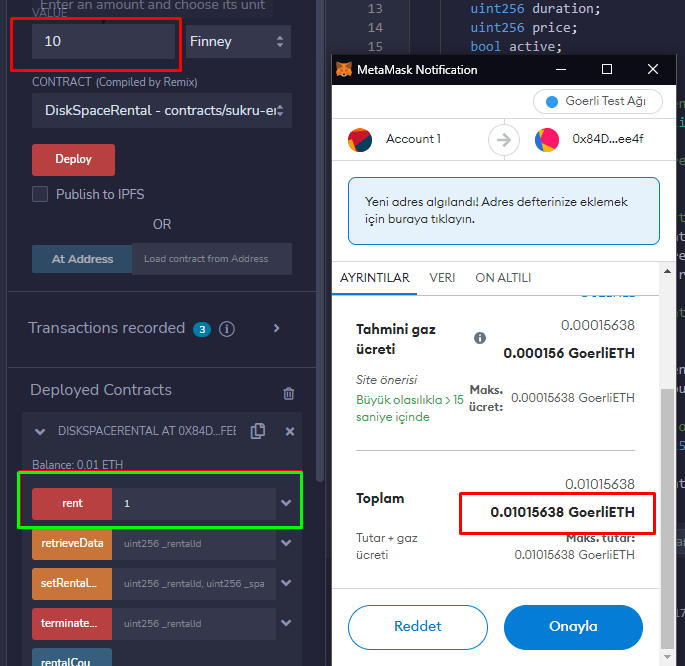 Enter an amount and choose its unit
VALUE
10
Finney
CONTRACT (Compiled by Remix)
DiskSpaceRental - contracts/sukru-er
Deploy
Publish to IPFS
OR
At Address
Load contract from Address
Transactions recorded 3 i
Deployed Contracts
DISKSPACERENTAL AT 0X84D...FEE
Balance: 0.01 ETH
rent
1
retrieveData
uint256 _rentalId
setRental...
uint256 _rentalId, uint256 _spa
terminate...
uint256 _rentalId
rentalCou
13 uint256 duration;
14 uint256 price;
15 bool active;
MetaMask Notification
Goerli Test Ağı
Account 1
0x84D...ee4f
Yeni adres algılandı! Adres defterinize eklemek
için buraya tıklayın.
AYRINTILAR
VERI
ON ALTILI
Tahmini gaz
ücreti
0.00015638
0.000156 GoerliETH
Site önerisi
Büyük olasılıkla > 15
saniye içinde
Maks.
ücret:
0.00015638 GoerliETH
Toplam
0.01015638
0.01015638 GoerliETH
Tutar + gaz
ücreti
Maks. tutar:
0.01015638 GoerliETH
Reddet
Onayla